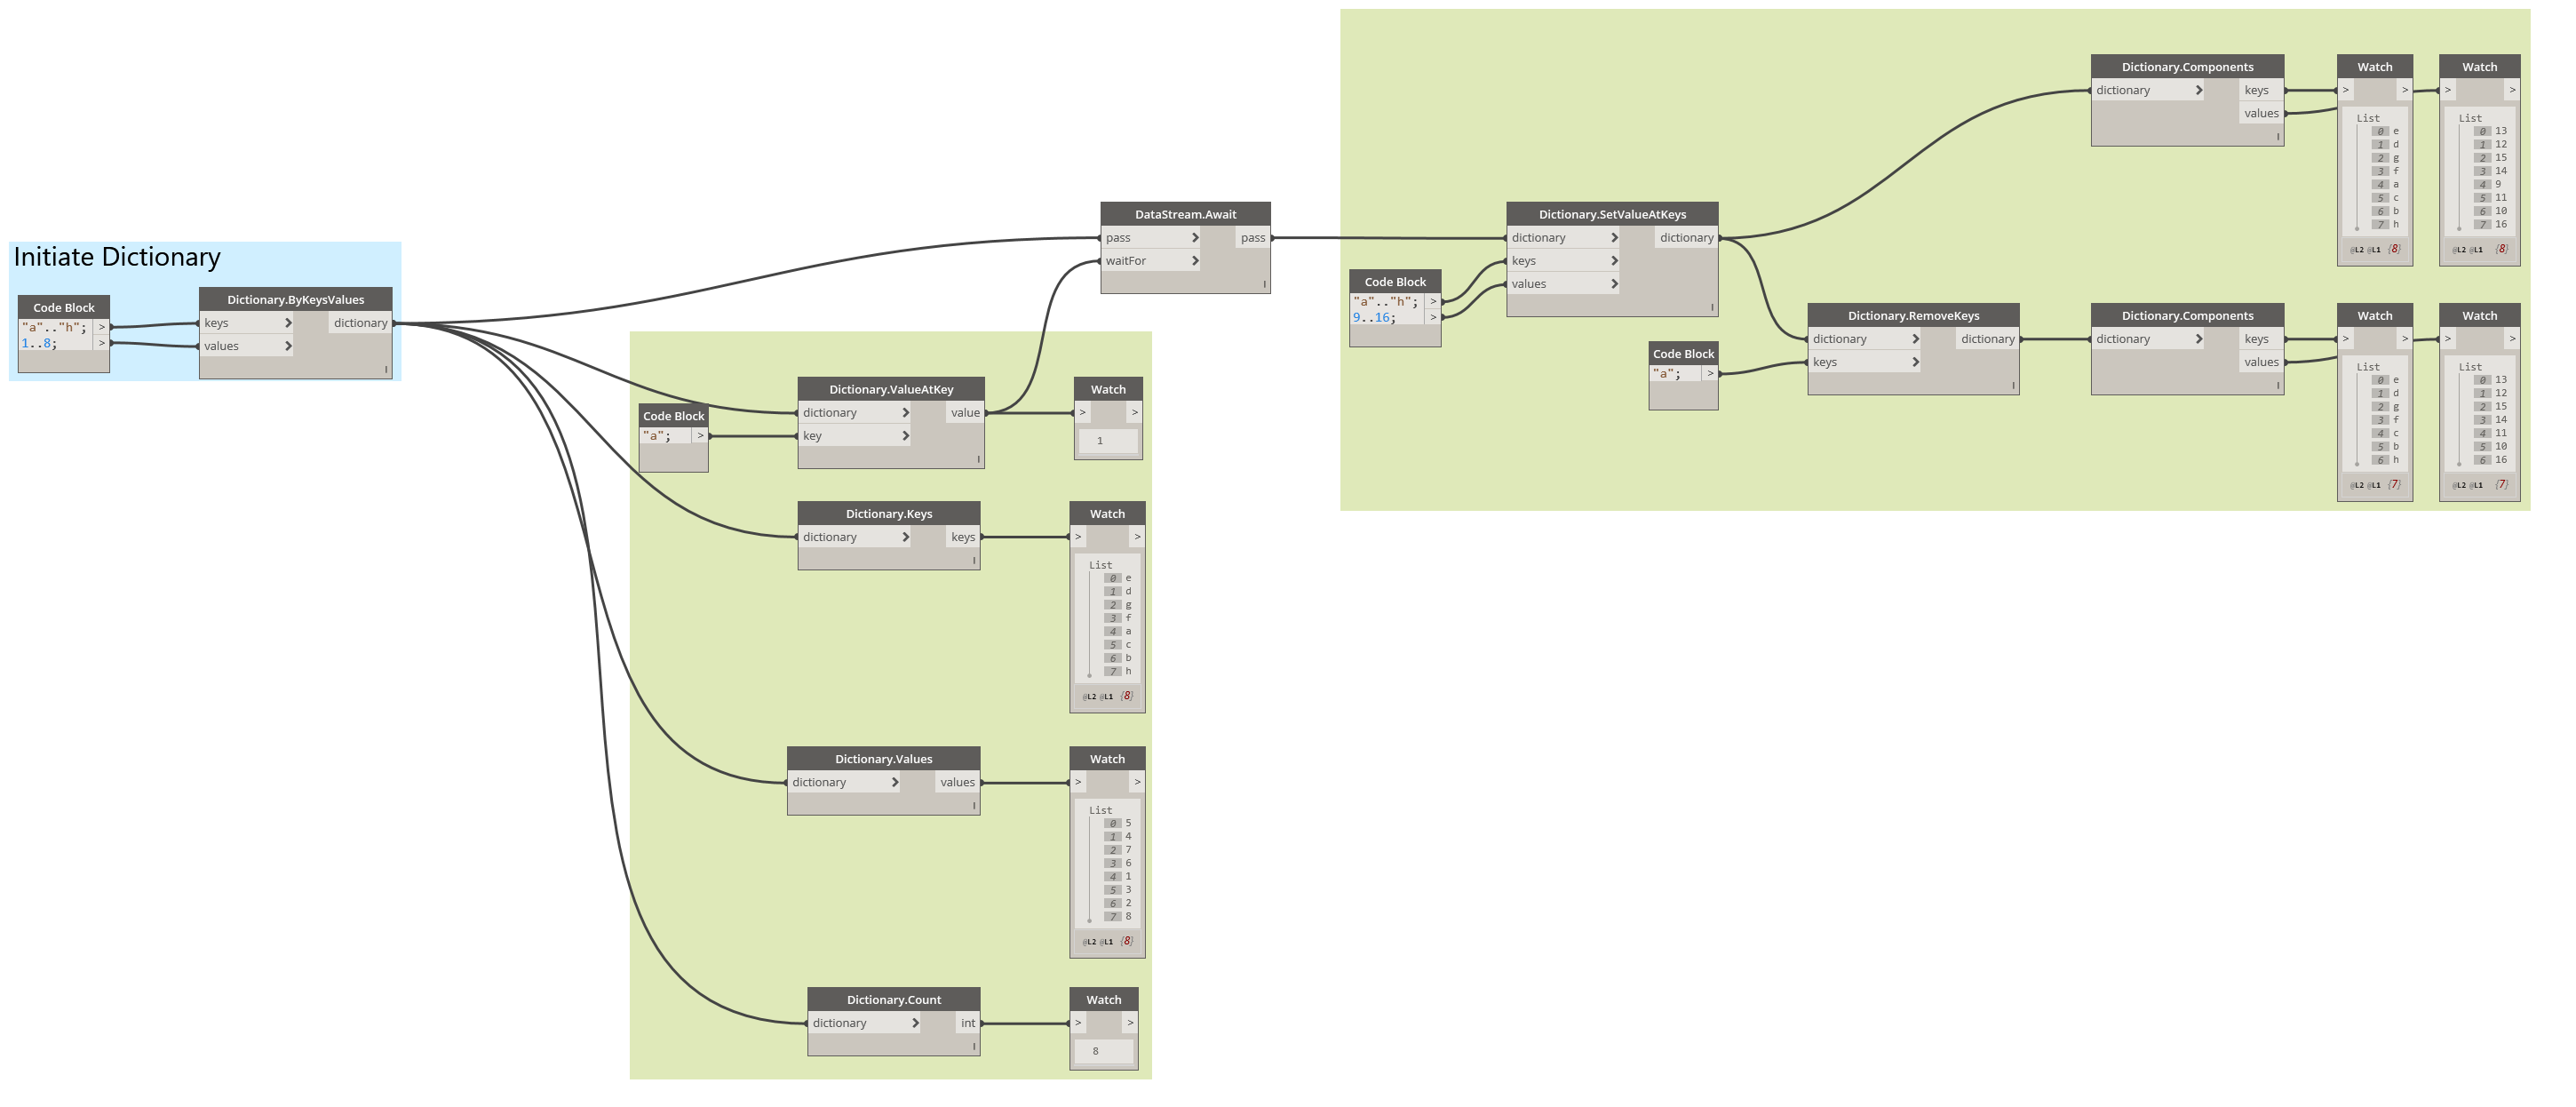 Initiate Dictionary
Code Block
"a".."h"; >
1..8; >
Dictionary.ByKeysValues
keys dictionary
values
l
DataStream.Await
pass pass
waitFor
l
Code Block
"a"; >
Dictionary.ValueAtKey
dictionary value
key
l
Watch
> >
1
Dictionary.Keys
dictionary keys
l
Watch
> >
List
0 e
1 d
2 g
3 f
4 a
5 c
6 b
7 h
@L2 @L1 {8}
Dictionary.Values
dictionary values
l
Watch
> >
List
0 5
1 4
2 7
3 6
4 1
5 3
6 2
7 8
@L2 @L1 {8}
Dictionary.Count
dictionary int
l
Watch
> >
8
Code Block
"a".."h"; >
9..16; >
Dictionary.SetValueAtKeys
dictionary dictionary
keys
values
l
Dictionary.Components
dictionary keys
values
l
Watch
> >
List
0 e
1 d
2 g
3 f
4 a
5 c
6 b
7 h
@L2 @L1 {8}
Watch
> >
List
0 13
1 12
2 15
3 14
4 9
5 11
6 10
7 16
@L2 @L1 {8}
Code Block
"a"; >
Dictionary.RemoveKeys
dictionary dictionary
keys
l
Dictionary.Components
dictionary keys
values
l
Watch
> >
List
0 e
1 d
2 g
3 f
4 c
5 b
6 h
@L2 @L1 {7}
Watch
> >
List
0 13
1 12
2 15
3 14
4 11
5 10
6 16
@L2 @L1 {7}